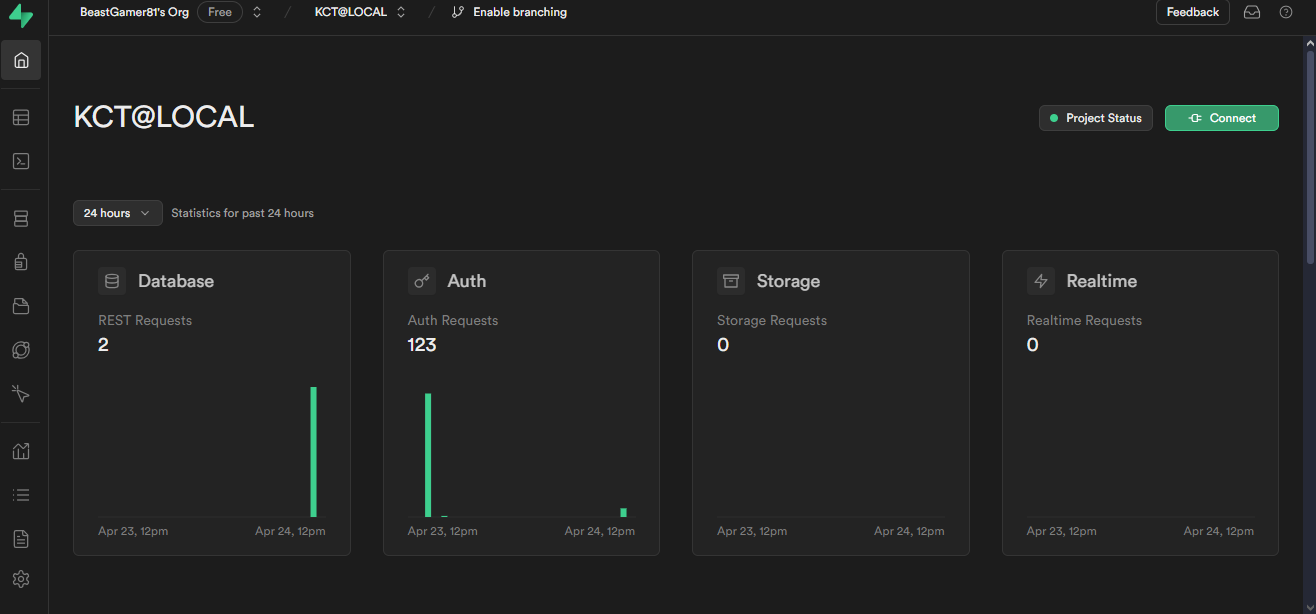 BeastGamer81's Org Free / KCT@LOCAL / Enable branching Feedback
KCT@LOCAL
Project Status Connect
24 hours Statistics for past 24 hours
Database
REST Requests
2
Apr 23, 12pm Apr 24, 12pm
Auth
Auth Requests
123
Apr 23, 12pm Apr 24, 12pm
Storage
Storage Requests
0
Apr 23, 12pm Apr 24, 12pm
Realtime
Realtime Requests
0
Apr 23, 12pm Apr 24, 12pm